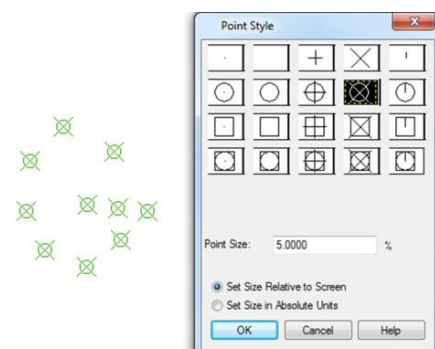 Point Style
Point Size: 5.0000 %
Set Size Relative to Screen
Set Size in Absolute Units
OK Cancel Help